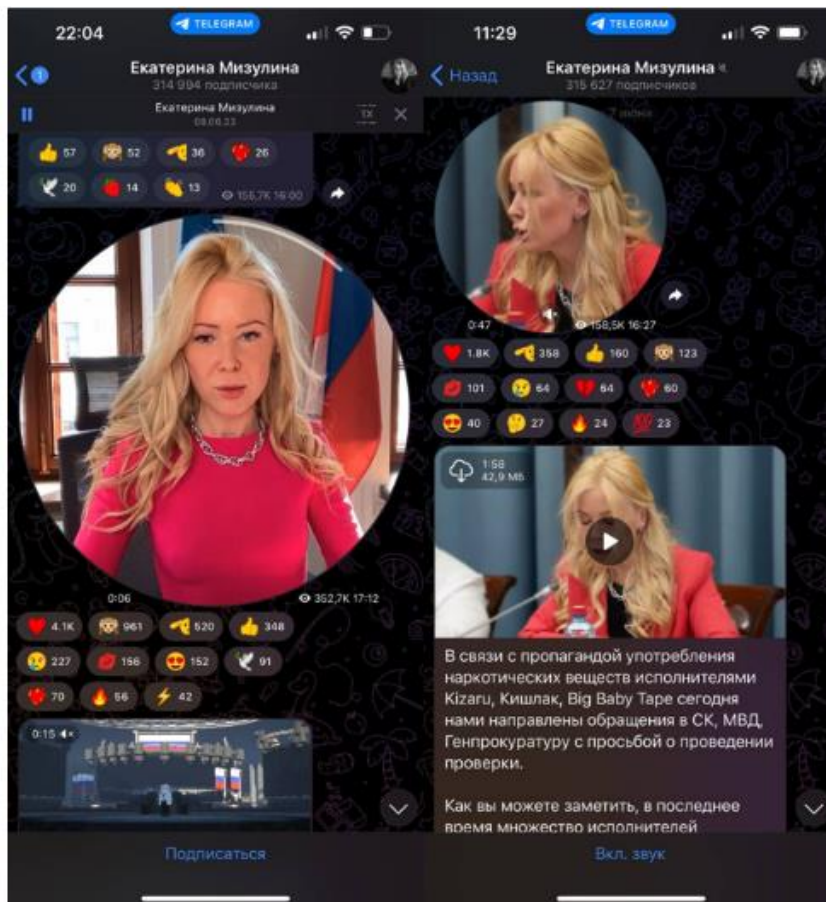 22:04
TELEGRAM
1
Екатерина Мизулина
314 994 подписчика
Екатерина Мизулина
1X
57
52
36
26
20
14
13
156,7K 16:00
0:06
352,7K 17:12
4.1K
961
520
348
227
156
152
91
70
56
42
0:15
Подписаться
11:29
TELEGRAM
Назад
Екатерина Мизулина
315 627 подписчиков
7 июня
0:47
158,5K 16:27
1.8K
358
160
123
101
64
64
60
40
27
24
23
1:58
42,9 МБ
В связи с пропагандой употребления
наркотических веществ исполнителями
Kizaru, Кишлак, Big Baby Tape сегодня
нами направлены обращения в СК, МВД,
Генпрокуратуру с просьбой о проведении
проверки.
Как вы можете заметить, в последнее
время множество исполнителей
Вкл. звук